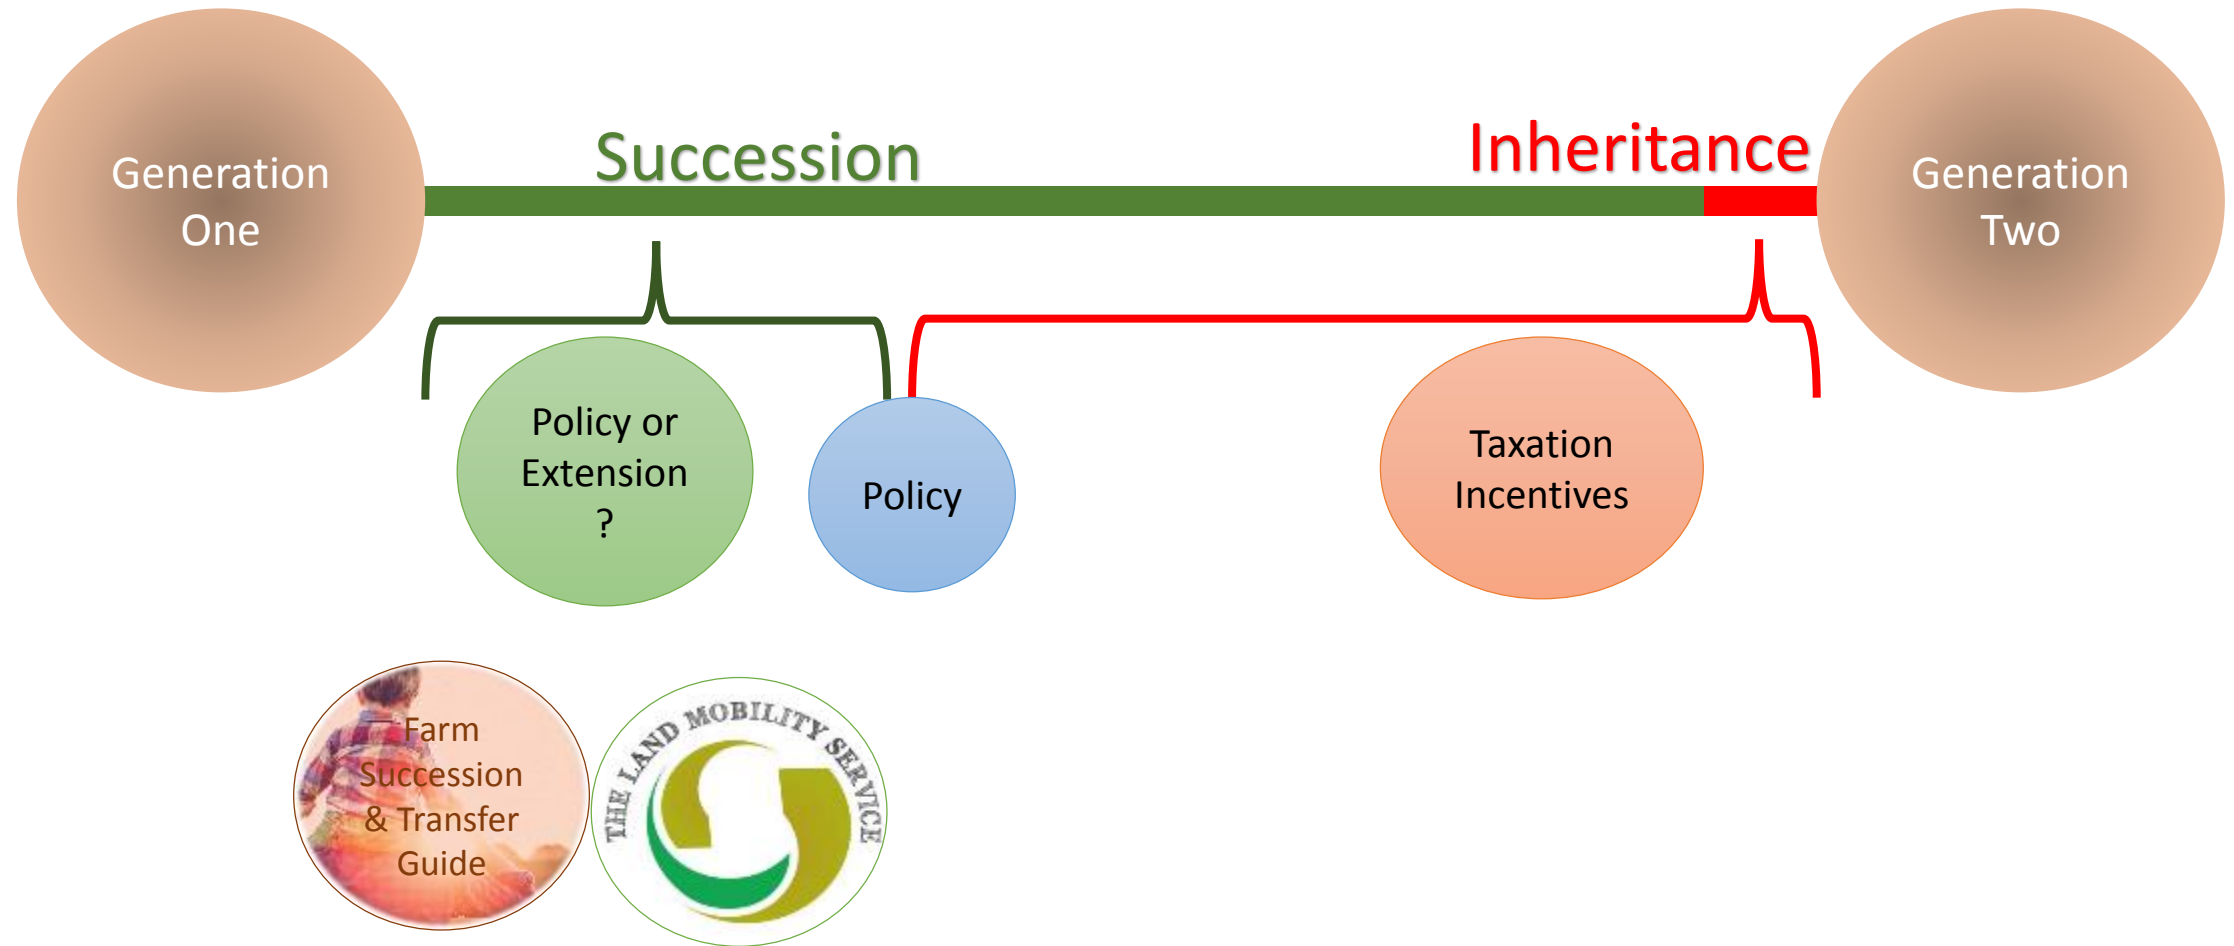 Generation
One
Succession
Inheritance
Generation
Two
Policy or
Extension
?
Policy
Taxation
Incentives
Farm
Succession
& Transfer
Guide
THE LAND MOBILITY SERVICE